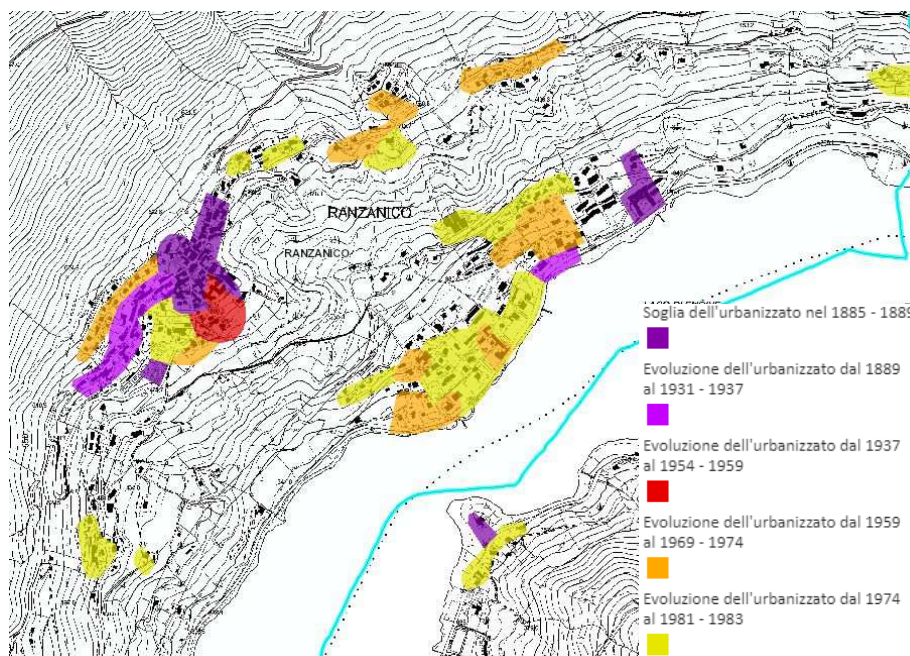 RANZANICO
RANZANICO
Soglia dell'urbanizzato nel 1885 - 1889
Evoluzione dell'urbanizzato dal 1889
al 1931 - 1937
Evoluzione dell'urbanizzato dal 1937
al 1954 - 1959
Evoluzione dell'urbanizzato dal 1959
al 1969 - 1974
Evoluzione dell'urbanizzato dal 1974
al 1981 - 1983